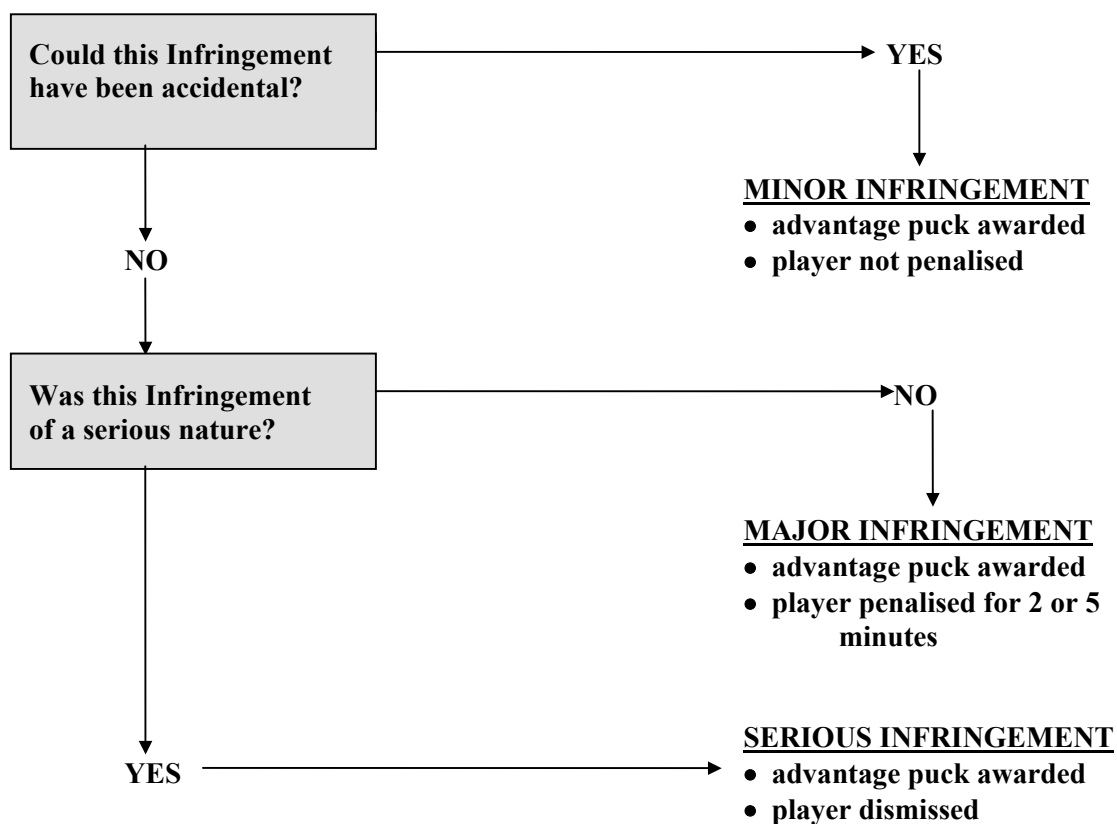 Could this Infringement
have been accidental?
YES
MINOR INFRINGEMENT
• advantage puck awarded
• player not penalised
NO
Was this Infringement
of a serious nature?
NO
MAJOR INFRINGEMENT
• advantage puck awarded
• player penalised for 2 or 5
minutes
YES
SERIOUS INFRINGEMENT
• advantage puck awarded
• player dismissed